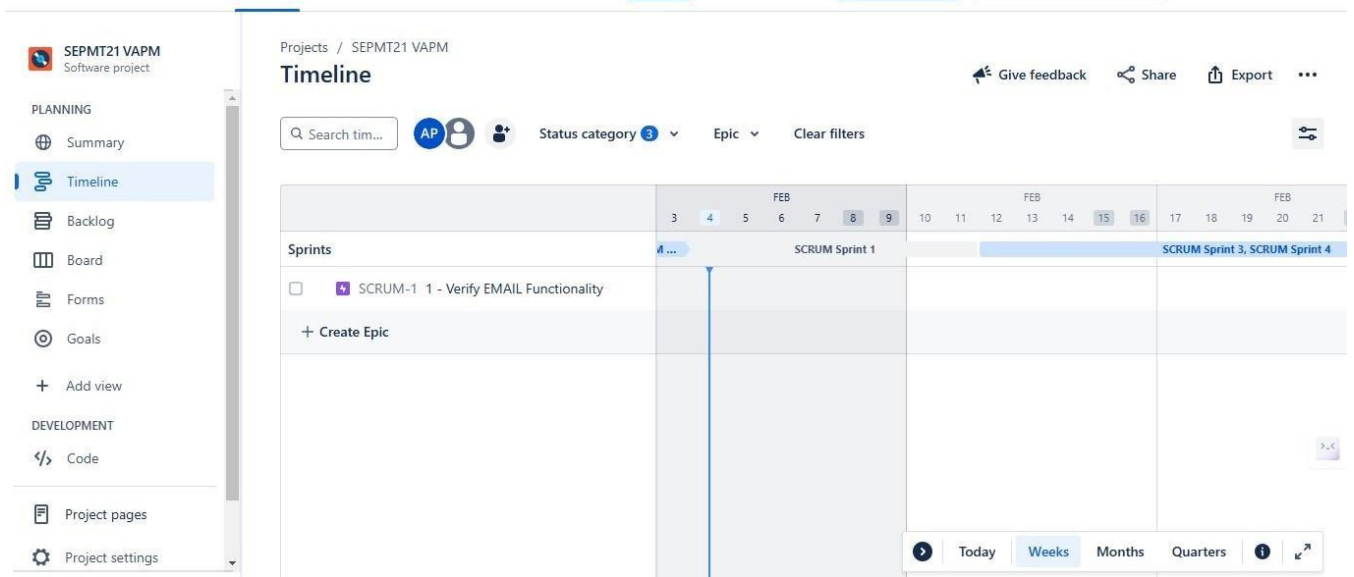 SEPMT21 VAPM
Software project
PLANNING
Summary
Timeline
Backlog
Board
Forms
Goals
Add view
DEVELOPMENT
Code
Project pages
Project settings
Projects / SEPMT21 VAPM
Timeline
Give feedback Share Export
Search tim... AP Status category 3 Epic Clear filters
FEB FEB FEB
3 4 5 6 7 8 9 10 11 12 13 14 15 16 17 18 19 20 21
Sprints M ... SCRUM Sprint 1 SCRUM Sprint 3, SCRUM Sprint 4
SCRUM-1 1 - Verify EMAIL Functionality
+ Create Epic
Today Weeks Months Quarters